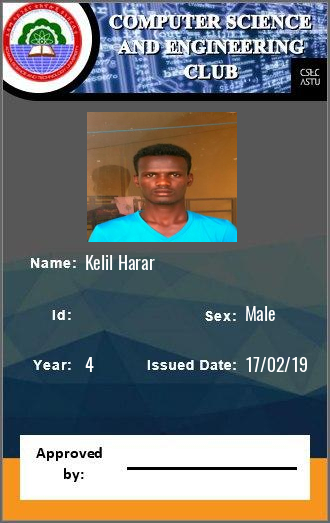 COMPUTER SCIENCE
AND ENGINEERING
CLUB
CSEC
ASTU
Name: Kelil Harar
Id:
Sex: Male
Year: 4
Issued Date: 17/02/19
Approved
by: